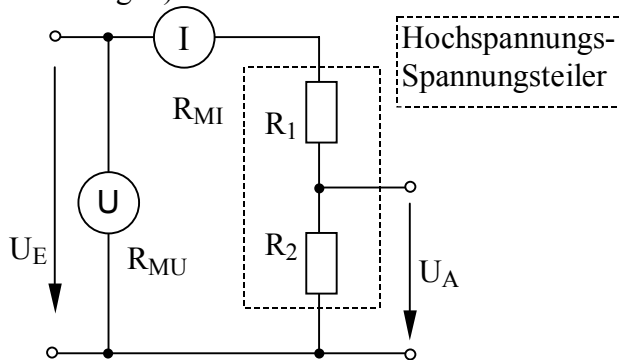 I
Hochspannungs-
Spannungsteiler
R_MI
R_1
U
U_E
R_MU
R_2
U_A